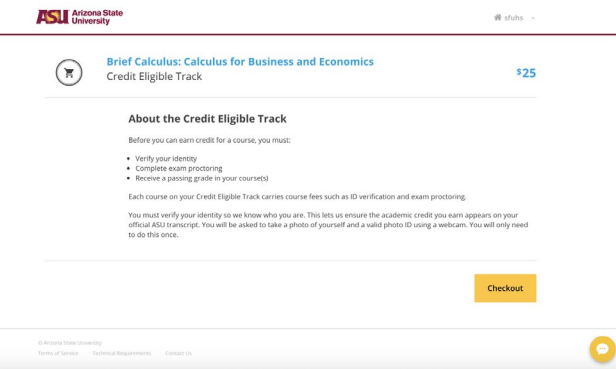 ASU Arizona State
University
sfuhs
Brief Calculus: Calculus for Business and Economics
Credit Eligible Track
$25
About the Credit Eligible Track
Before you can earn credit for a course, you must:
• Verify your identity
• Complete exam proctoring
• Receive a passing grade in your course(s)
Each course on your Credit Eligible Track carries course fees such as ID verification and exam proctoring.
You must verify your identity so we know who you are. This lets us ensure the academic credit you earn appears on your
official ASU transcript. You will be asked to take a photo of yourself and a valid photo ID using a webcam. You will only need
to do this once.
Checkout
© Arizona State University
Terms of Service Technical Requirements Contact Us